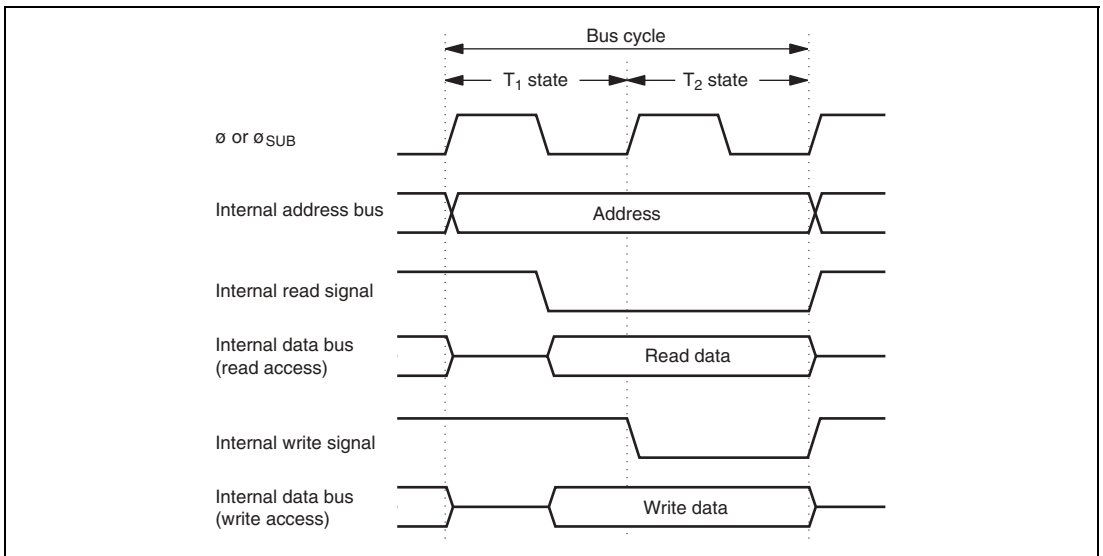 Bus cycle
T₁ state
T₂ state
ø or øSUB
Internal address bus
Address
Internal read signal
Internal data bus
(read access)
Read data
Internal write signal
Internal data bus
(write access)
Write data